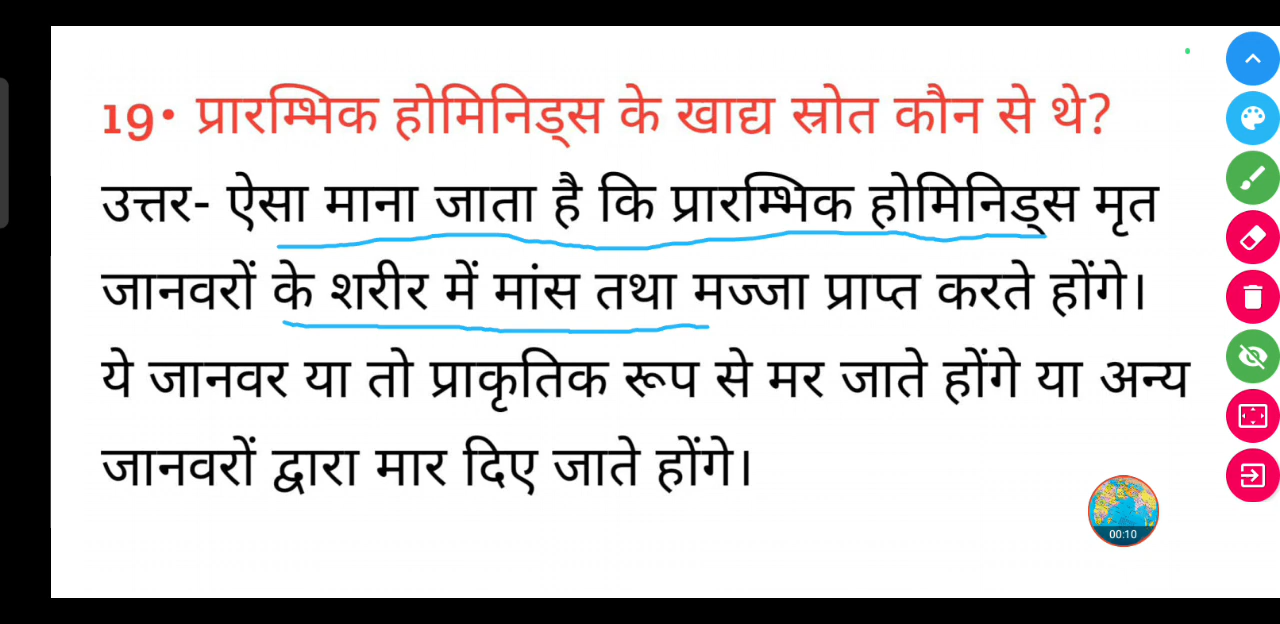 19• प्रारम्भिक होमिनिड्स के खाद्य स्रोत कौन से थे?
उत्तर- ऐसा माना जाता है कि प्रारम्भिक होमिनिड्स मृत
जानवरों के शरीर में मांस तथा मज्जा प्राप्त करते होंगे।
ये जानवर या तो प्राकृतिक रूप से मर जाते होंगे या अन्य
जानवरों द्वारा मार दिए जाते होंगे।
00:10